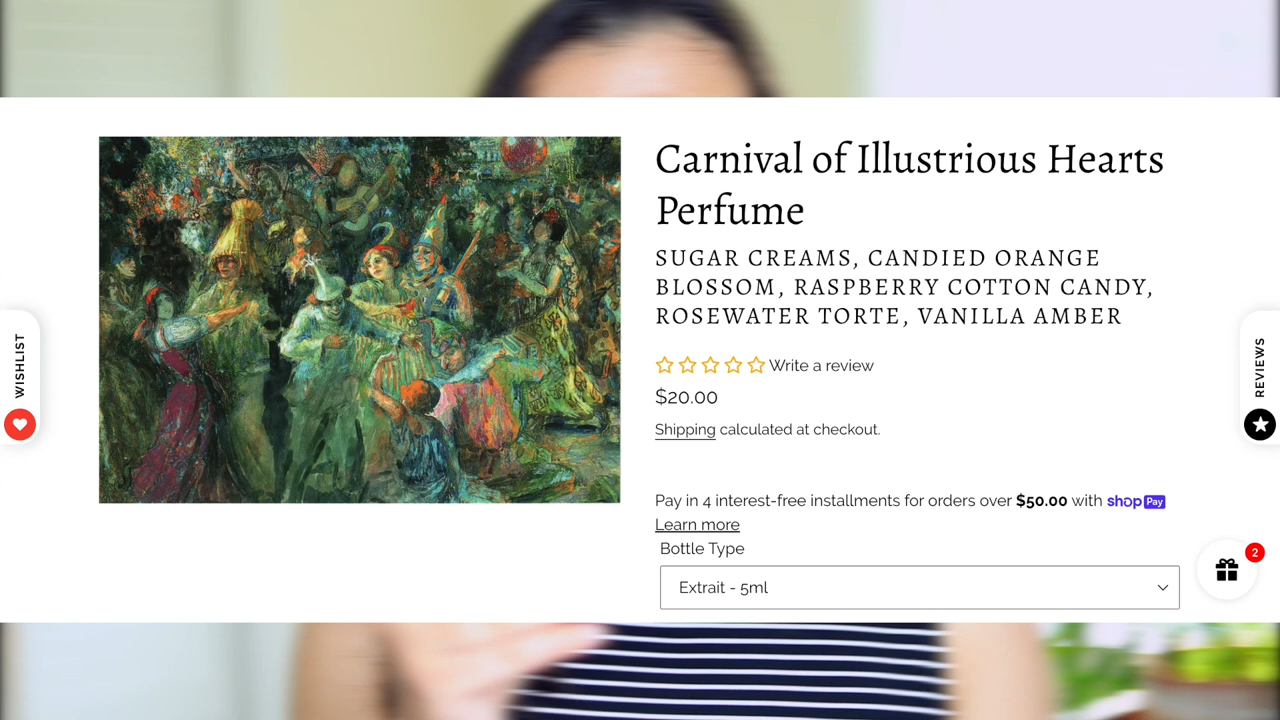 Carnival of Illustrious Hearts
Perfume
SUGAR CREAMS, CANDIED ORANGE
BLOSSOM, RASPBERRY COTTON CANDY,
ROSEWATER TORTE, VANILLA AMBER
Write a review
$20.00
Shipping calculated at checkout.
Pay in 4 interest-free installments for orders over $50.00 with shop Pay
Learn more
Bottle Type
Extrait - 5ml
WISHLIST
REVIEWS
2